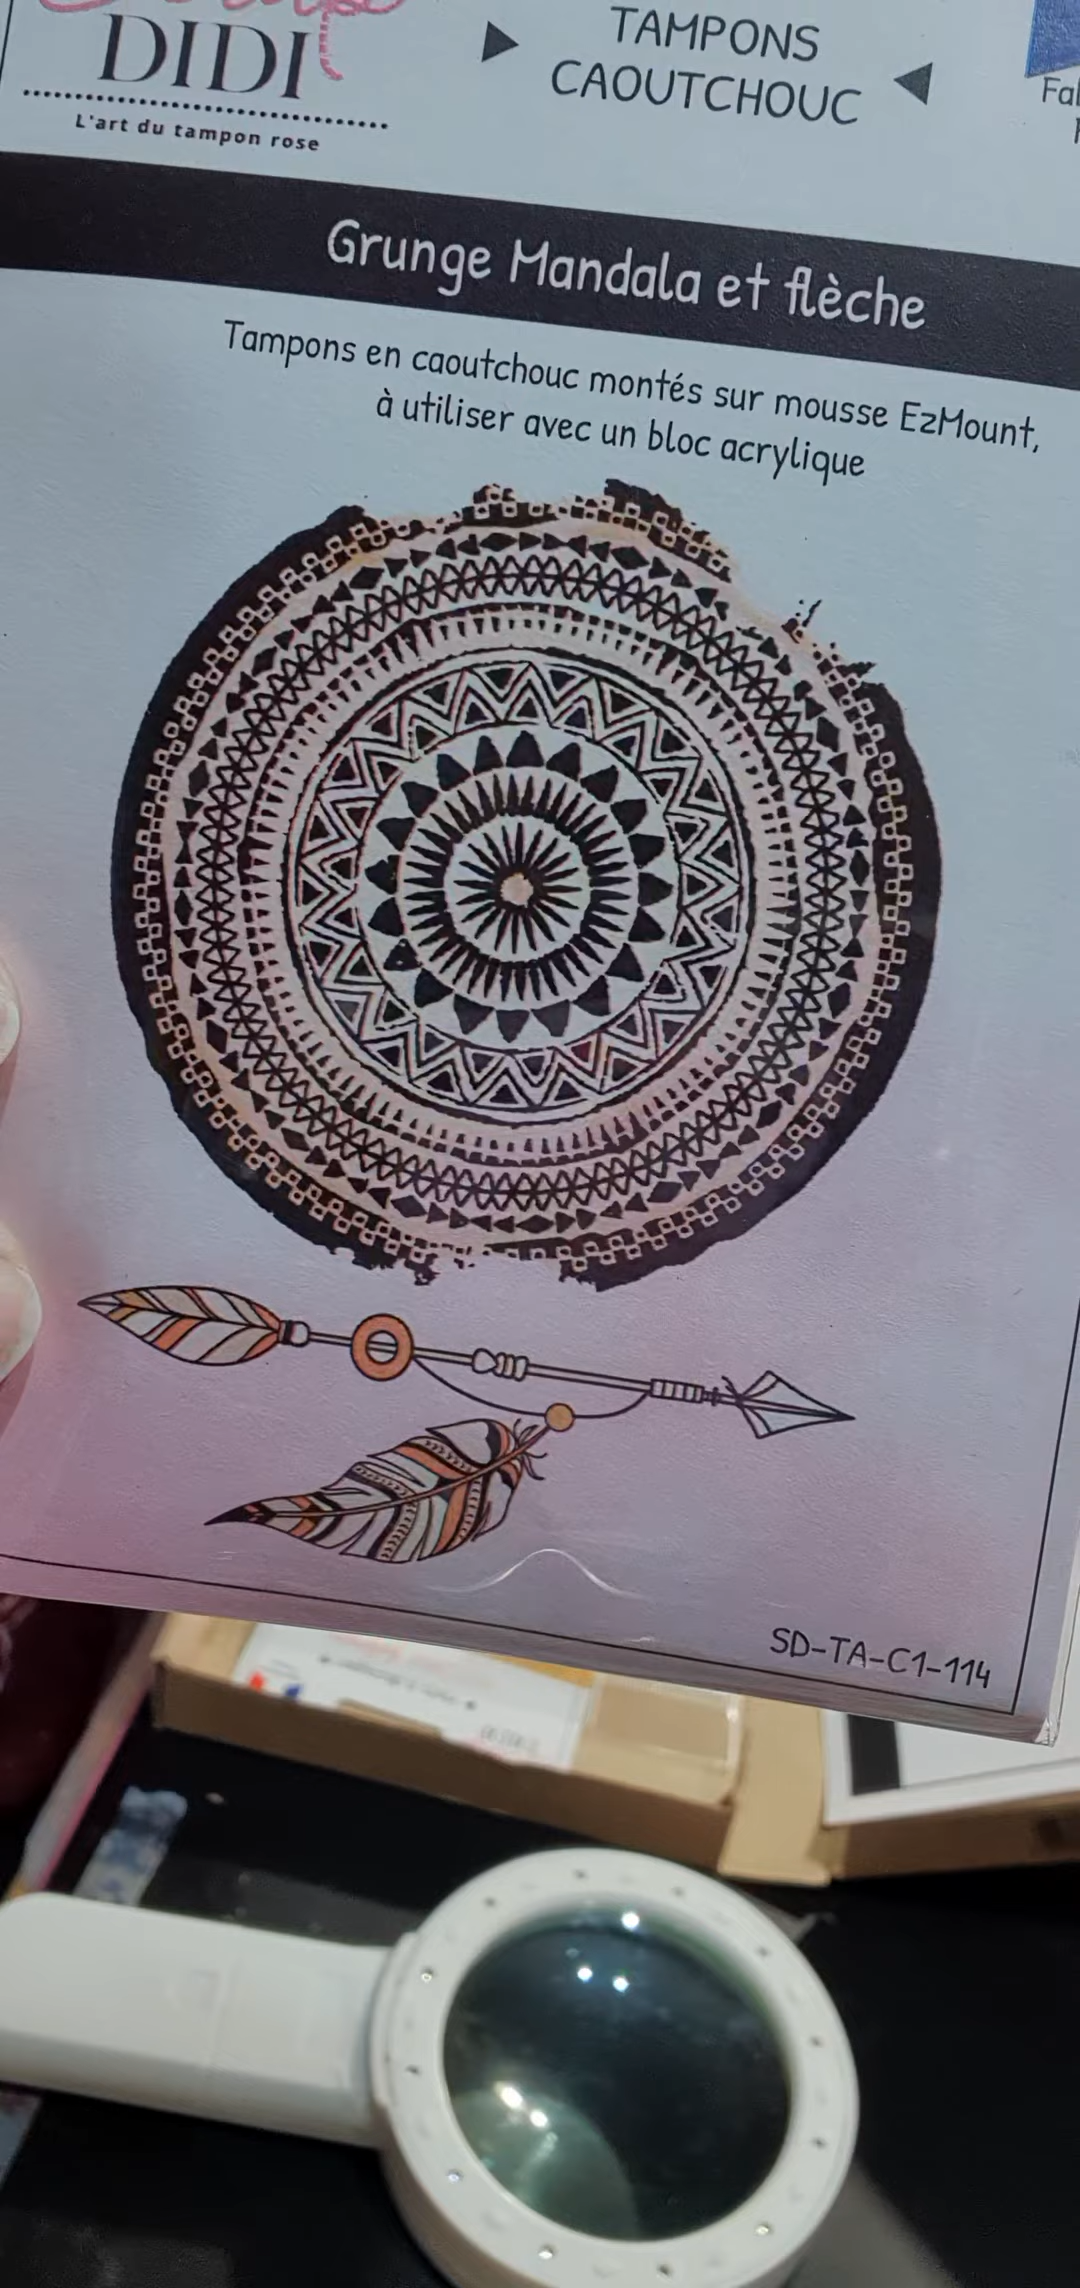 DIDI
TAMPONS
CAOUTCHOUC
L'art du tampon rose
Grunge Mandala et flèche
Tampons en caoutchouc montés sur mousse EzMount,
à utiliser avec un bloc acrylique
SD-TA-C1-114